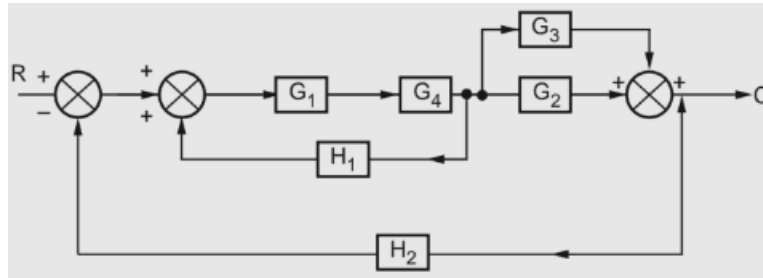 G3
R + + + +
− + G1 G4 G2 C
H1
H2